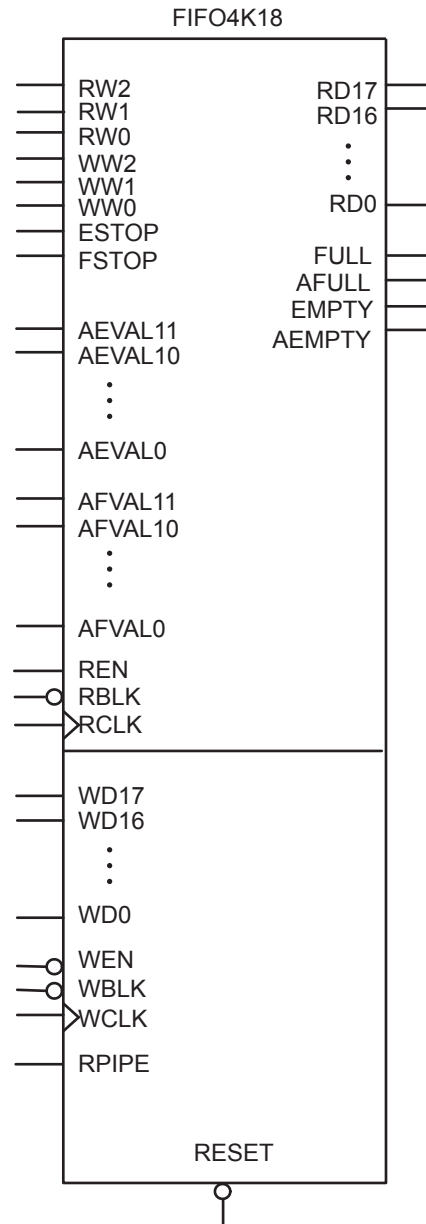 FIFO4K18
RW2
RW1
RW0
WW2
WW1
WW0
ESTOP
FSTOP
AEVAL11
AEVAL10
AEVAL0
AFVAL11
AFVAL10
AFVAL0
REN
RBLK
RCLK
RD17
RD16
RD0
FULL
AFULL
EMPTY
AEMPTY
WD17
WD16
WD0
WEN
WBLK
WCLK
RPIPE
RESET